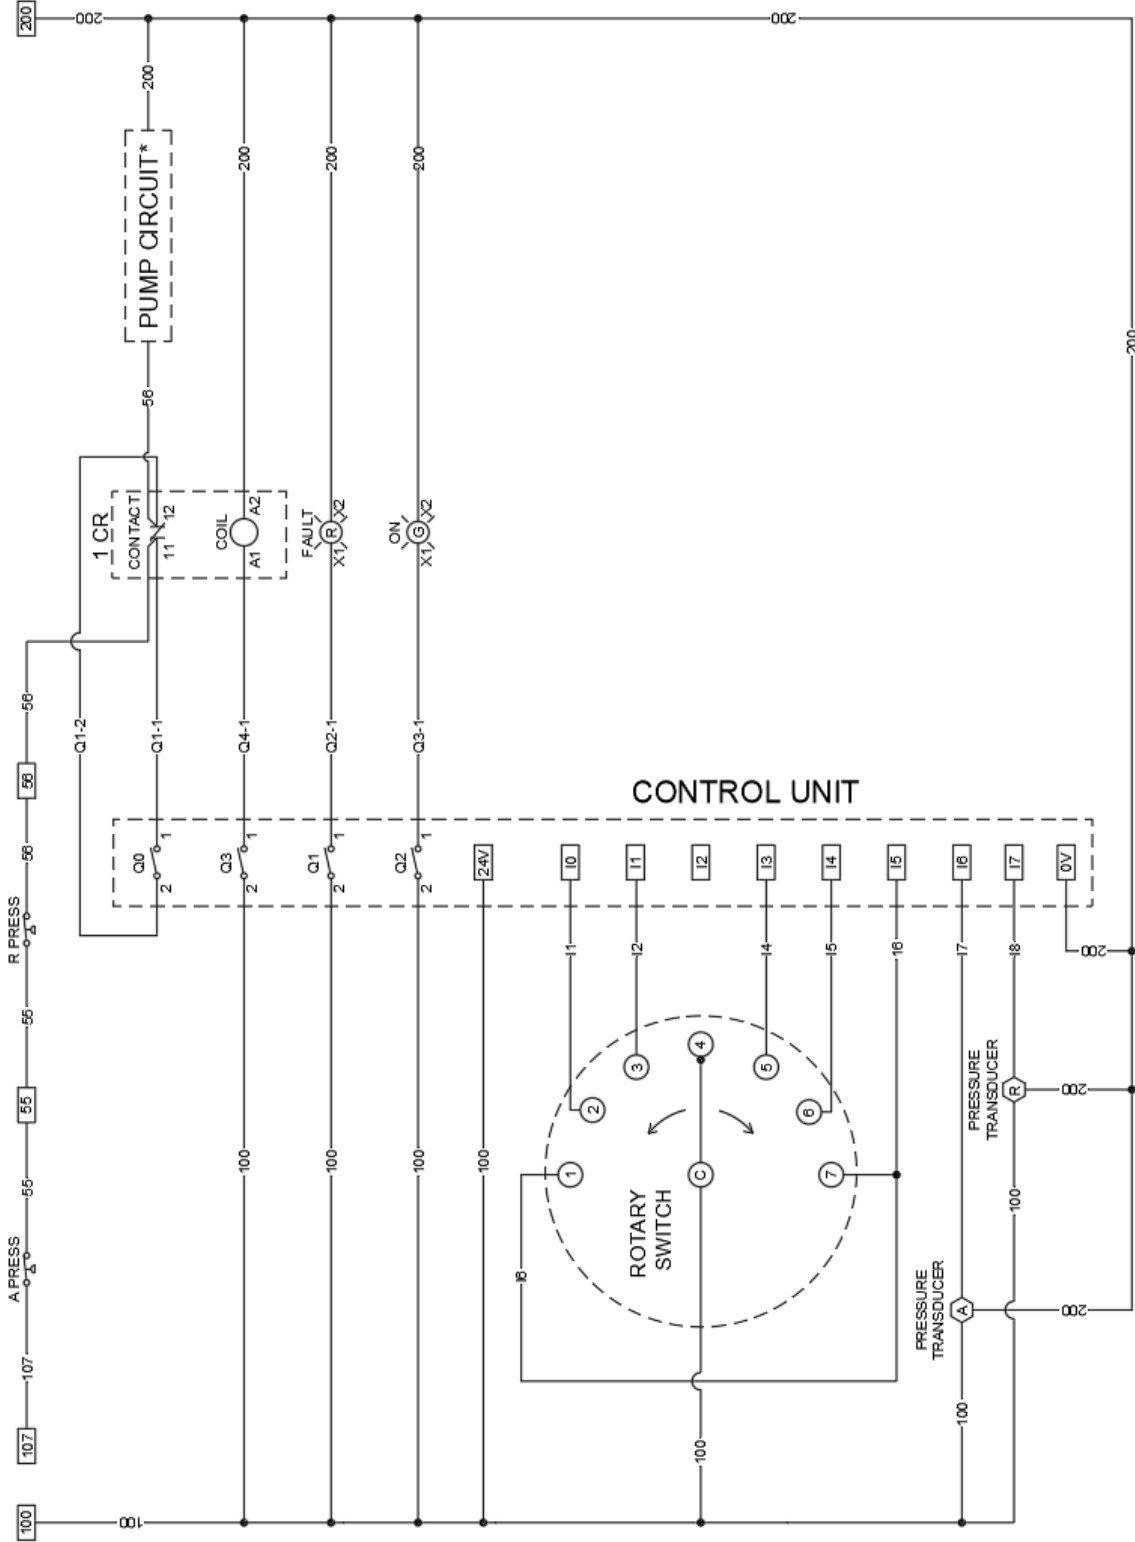 100
107
107
A PRESS
55
55
55
R PRESS
56
56
56
200
100
200
200
Q1-2
Q1-1
1 CR
CONTACT
11
12
56
PUMP CIRCUIT*
200
Q0
2
1
100
Q3
2
1
Q4-1
COIL
A1
A2
200
100
Q1
2
1
Q2-1
FAULT
R
X1
X2
200
100
Q2
2
1
Q3-1
ON
G
X1
X2
200
CONTROL UNIT
100
24V
I1
I0
I2
I1
I2
I4
I3
I5
I4
I6
I5
I7
I6
I8
I7
200
0V
I6
ROTARY
SWITCH
1
2
3
4
5
6
7
C
100
PRESSURE
TRANSDUCER
A
100
200
PRESSURE
TRANSDUCER
R
100
200
200